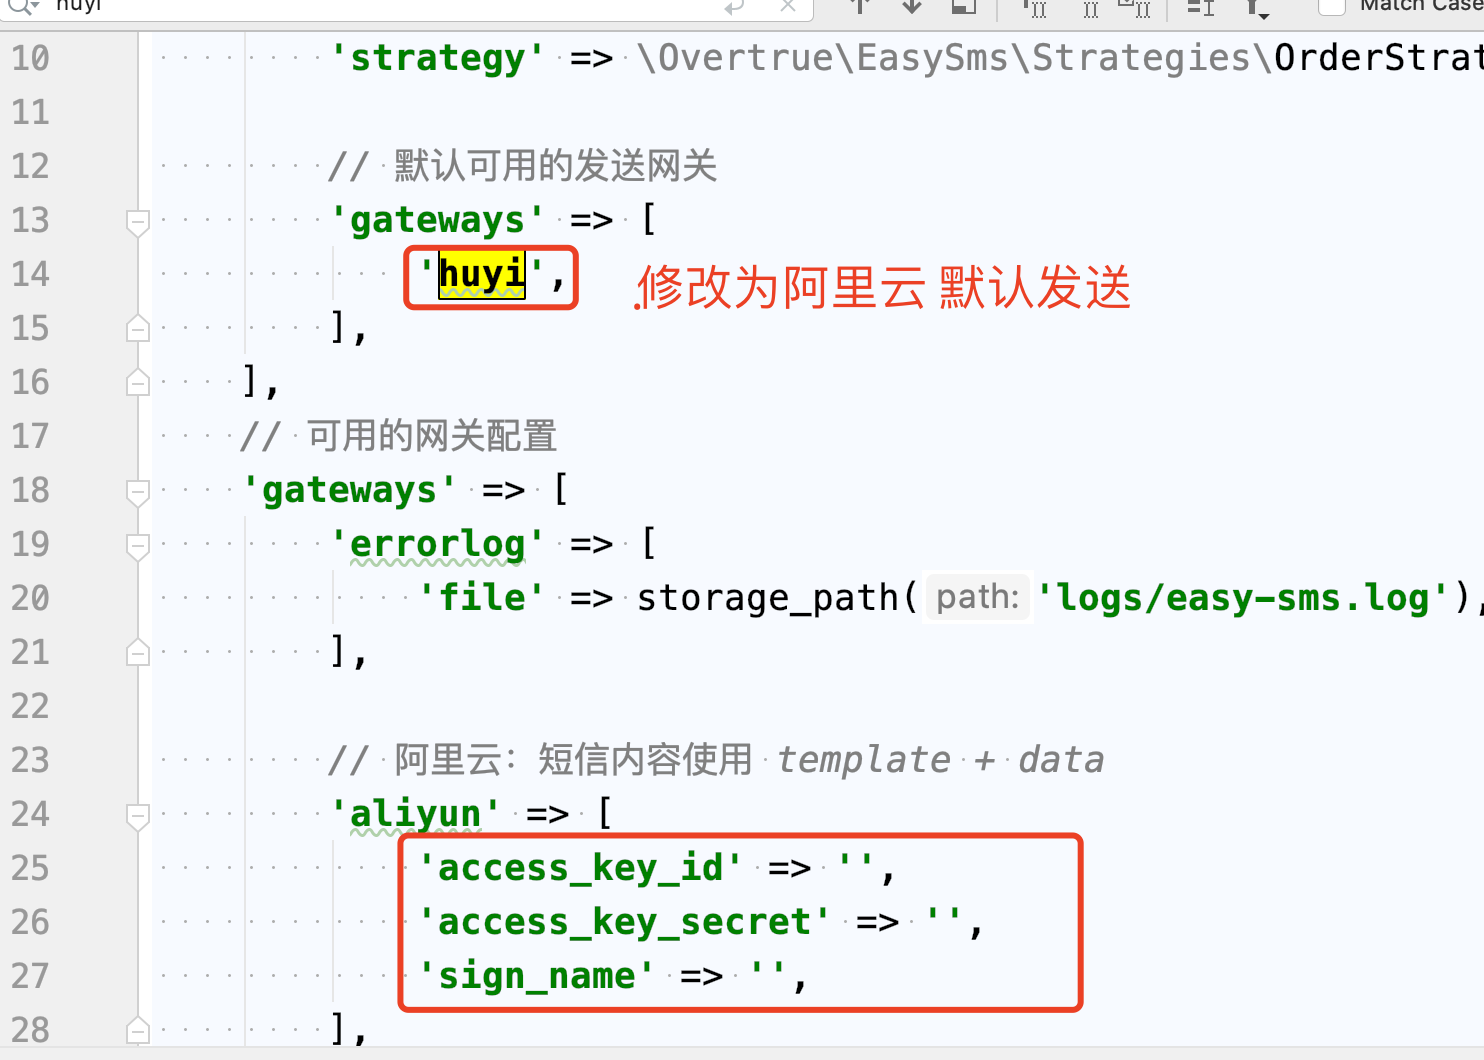 huyi Match Case
10 'strategy' => \Overtrue\EasySms\Strategies\OrderStrat
11
12 // 默认可用的发送网关
13 'gateways' => [
14 'huyi', .修改为阿里云 默认发送
15 ],
16 ],
17 // 可用的网关配置
18 'gateways' => [
19 'errorlog' => [
20 'file' => storage_path( path: 'logs/easy-sms.log'),
21 ],
22
23 // 阿里云：短信内容使用 template + data
24 'aliyun' => [
25 'access_key_id' => '',
26 'access_key_secret' => '',
27 'sign_name' => '',
28 ],